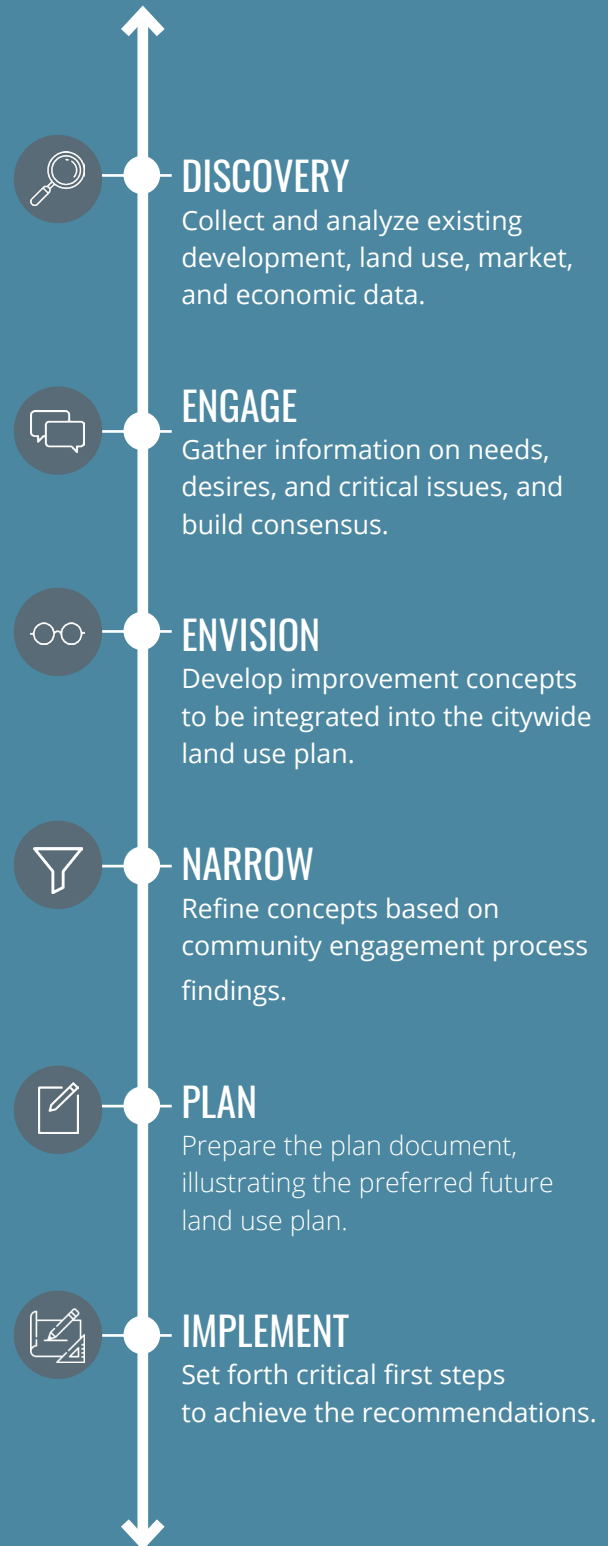 DISCOVERY
Collect and analyze existing
development, land use, market,
and economic data.
ENGAGE
Gather information on needs,
desires, and critical issues, and
build consensus.
ENVISION
Develop improvement concepts
to be integrated into the citywide
land use plan.
NARROW
Refine concepts based on
community engagement process
findings.
PLAN
Prepare the plan document,
illustrating the preferred future
land use plan.
IMPLEMENT
Set forth critical first steps
to achieve the recommendations.